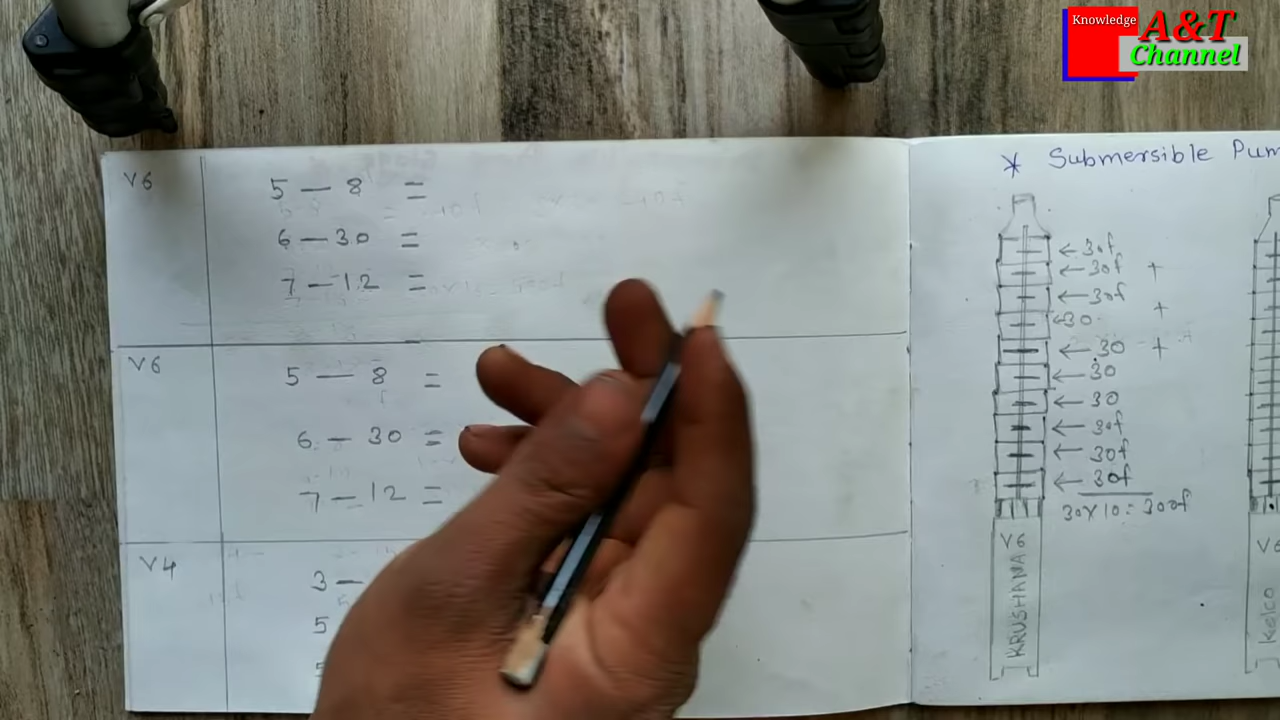 Knowledge A&T
Channel
V6
5 — 8 =
6 — 30 =
7 — 12 =
V6
5 — 8 =
6 — 30 =
7 — 12 =
V4
3 —
5
* Submersible Pum
← 30f
← 30f +
← 30f
← 30 +
← 30 +
← 30
← 30
← 30f
← 30f
← 30f
30 X 10 = 300f
V6
KRUSHANA
V6
Kelco